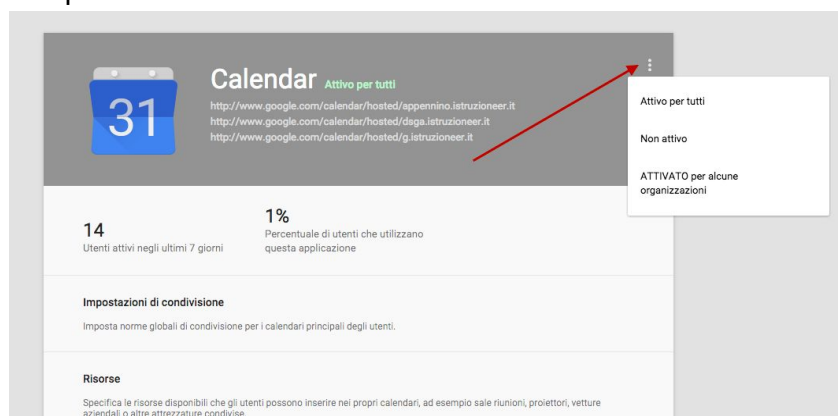 31
Calendar Attivo per tutti
http://www.google.com/calendar/hosted/appennino.istruzioneer.it
http://www.google.com/calendar/hosted/dsga.istruzioneer.it
http://www.google.com/calendar/hosted/g.istruzioneer.it
Attivo per tutti
Non attivo
ATTIVATO per alcune
organizzazioni
14
Utenti attivi negli ultimi 7 giorni
1%
Percentuale di utenti che utilizzano
questa applicazione
Impostazioni di condivisione
Imposta norme globali di condivisione per i calendari principali degli utenti.
Risorse
Specifica le risorse disponibili che gli utenti possono inserire nei propri calendari, ad esempio sale riunioni, proiettori, vetture
aziendali o altre attrezzature condivise.